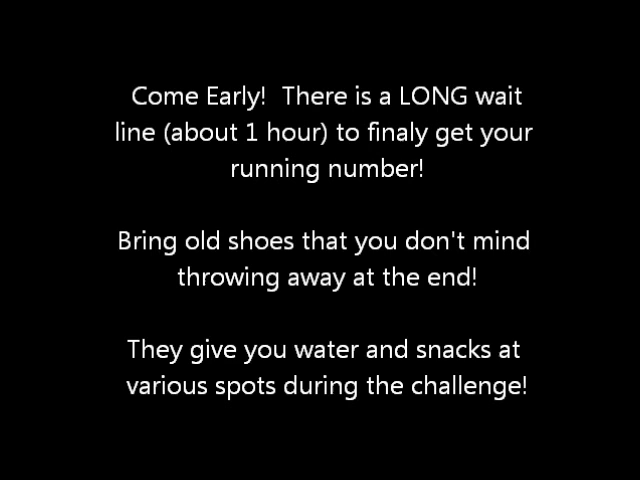 Come Early!  There is a LONG wait
line (about 1 hour) to finaly get your
running number!
Bring old shoes that you don't mind
throwing away at the end!
They give you water and snacks at
various spots during the challenge!